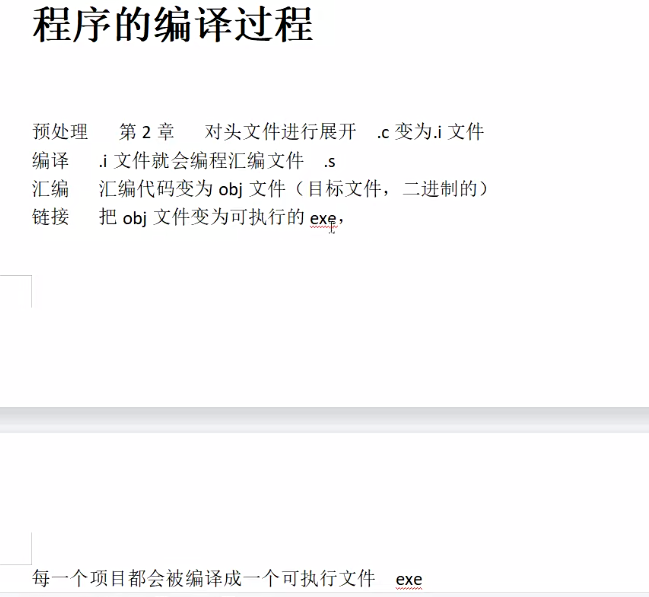 程序的编译过程
预处理 第 2 章 对头文件进行展开 .c 变为.i 文件
编译 .i 文件就会编程汇编文件 .s
汇编 汇编代码变为 obj 文件（目标文件，二进制的）
链接 把 obj 文件变为可执行的 exe，
每一个项目都会被编译成一个可执行文件 exe